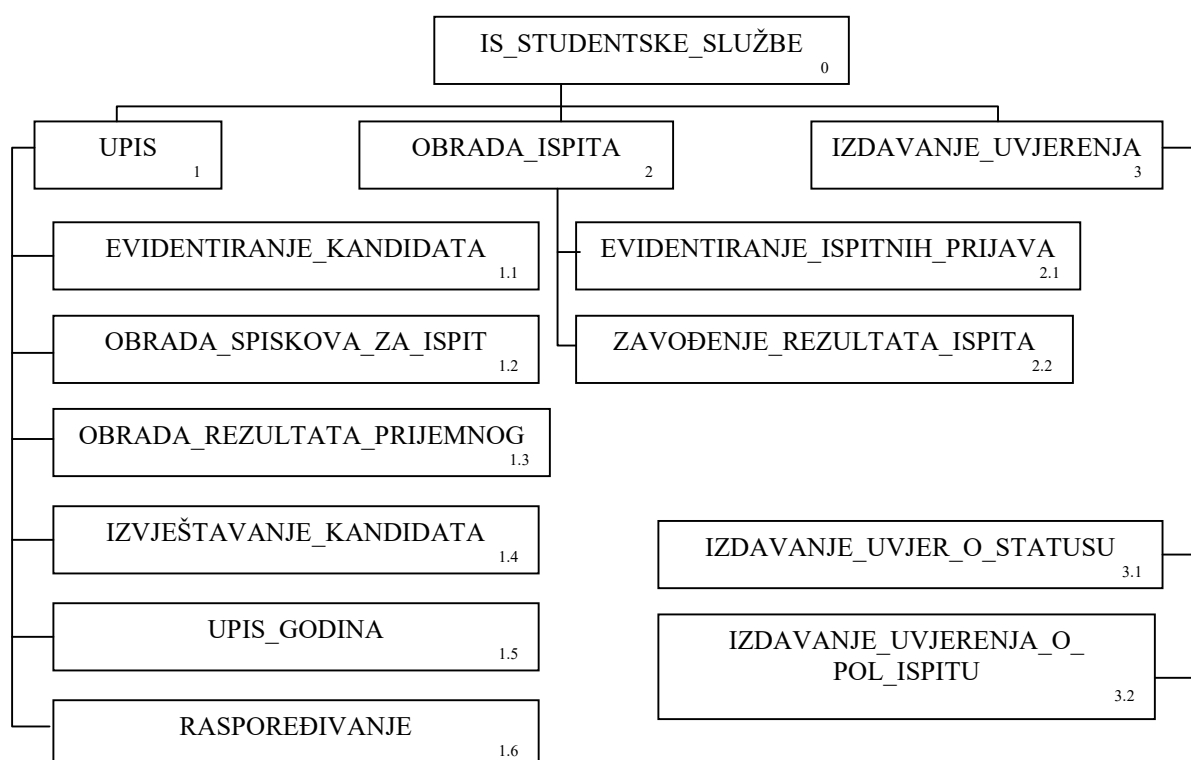 IS_STUDENTSKE_SLUŽBE
0
UPIS
1
OBRADA_ISPITA
2
IZDAVANJE_UVJERENJA
3
EVIDENTIRANJE_KANDIDATA
1.1
OBRADA_SPISKOVA_ZA_ISPIT
1.2
OBRADA_REZULTATA_PRIJEMNOG
1.3
IZVJEŠTAVANJE_KANDIDATA
1.4
UPIS_GODINA
1.5
RASPOREĐIVANJE
1.6
EVIDENTIRANJE_ISPITNIH_PRIJAVA
2.1
ZAVOĐENJE_REZULTATA_ISPITA
2.2
IZDAVANJE_UVJER_O_STATUSU
3.1
IZDAVANJE_UVJERENJA_O_
POL_ISPITU
3.2